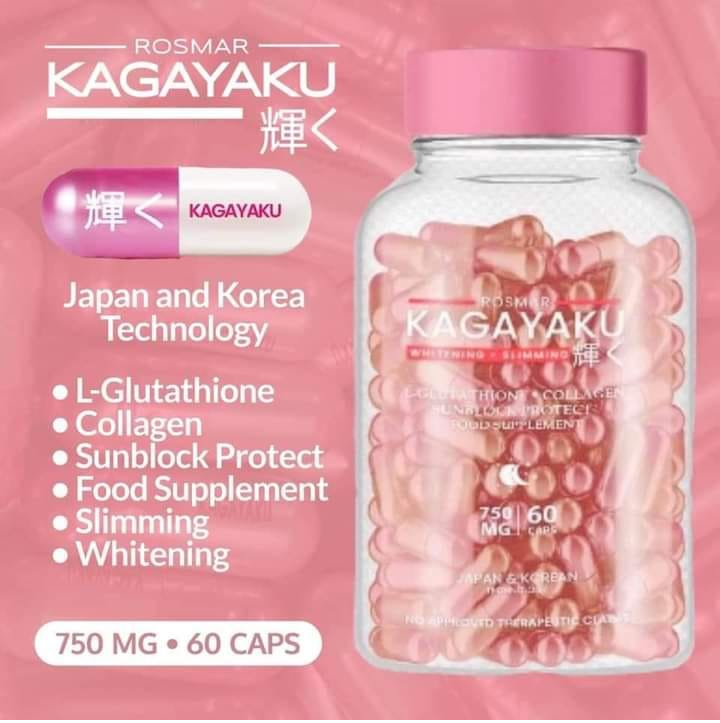 ROSMAR
KAGAYAKU
輝く
輝く KAGAYAKU
Japan and Korea
Technology
• L-Glutathione
• Collagen
• Sunblock Protect
• Food Supplement
• Slimming
• Whitening
750 MG • 60 CAPS
ROSMAR
KAGAYAKU
WHITENING • SLIMMING 輝く
L-GLUTATHIONE • COLLAGEN
SUNBLOCK PROTECT
FOOD SUPPLEMENT
750 MG | 60 CAPS
JAPAN & KOREAN
NO APPROVED THERAPEUTIC CLAIMS